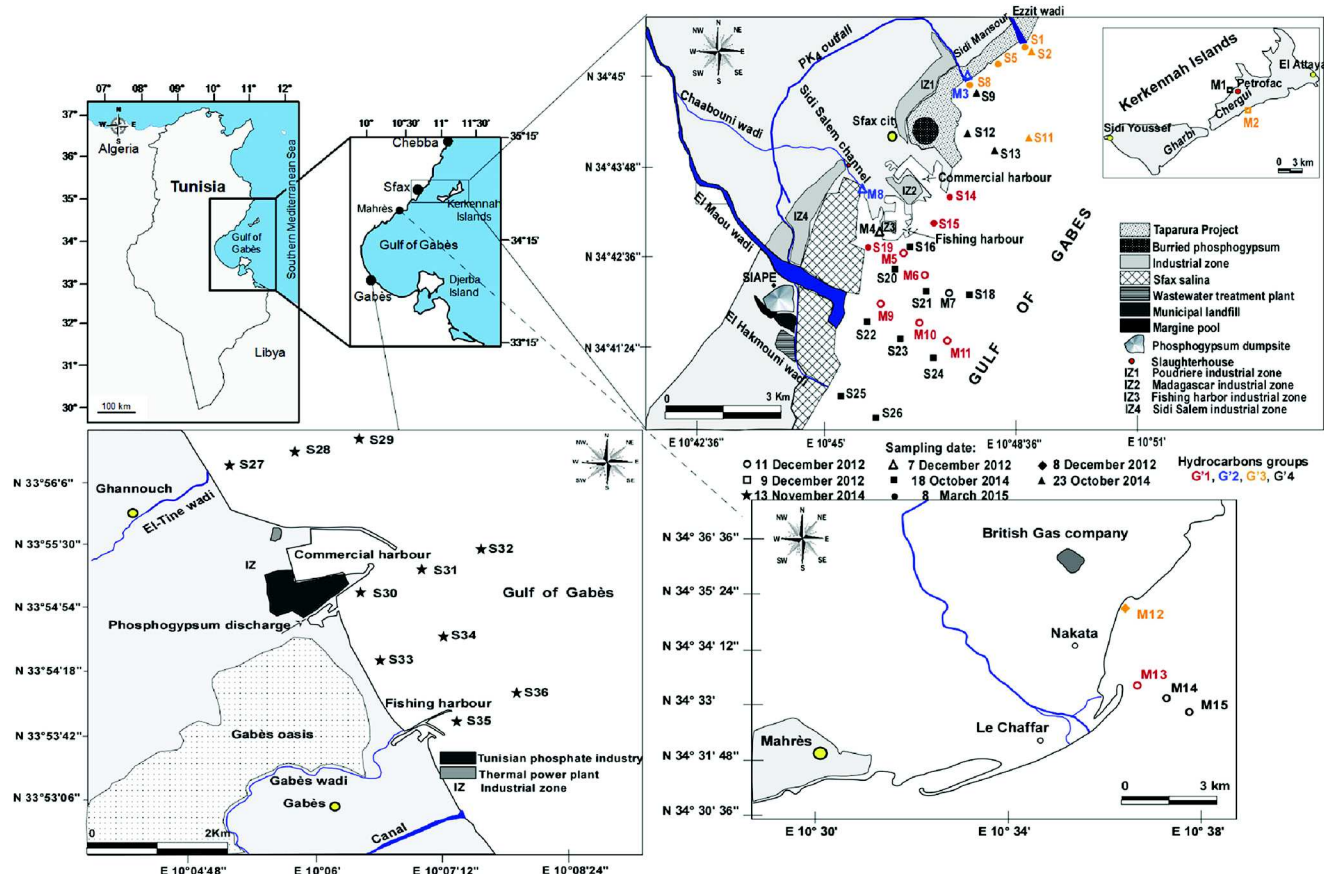 07° 08° 09° 10° 11° 12°
37°
36°
35°
34°
33°
32°
31°
30°
N
W E
S
Algeria
Tunisia
Gulf of
Gabès
Southern Mediterranean Sea
Libya
100 km
10° 10°30 11° 11°30
35°15
34°15
33°15
Chebba
Sfax
Mahrès
Kerkennah
Islands
Gulf of Gabès
Djerba
Island
Gabès
N
NW NE
W E
SW SE
S
N 34°45'
N 34°43'48"
N 34°42'36"
N 34°41'24"
E 10°42'36" E 10°45' E 10°48'36" E 10°51'
Ezzit wadi
Sidi Mansour
PK4 outfall
Chaabouni wadi
Sidi Salem channel
El Maou wadi
El Hakmouni wadi
SIAPE
Sfax city
IZ1
IZ2
IZ3
IZ4
Commercial harbour
Fishing harbour
GULF OF GABES
S1
S2
S5
S8
M3
S9
S12
S11
S13
S14
M8
S15
M4
S19
S16
M5
S20
M6
S21
M7
S18
M9
S22
M10
S23
M11
S24
S25
S26
0 3 Km
Kerkennah Islands
El Attaya
M1
Petrofac
Chergui
M2
Sidi Youssef
Gharbi
0 3 km
Taparura Project
Burried phosphogypsum
Industrial zone
Sfax salina
Wastewater treatment plant
Municipal landfill
Margine pool
Phosphogypsum dumpsite
Slaughterhouse
IZ1 Poudriere industrial zone
IZ2 Madagascar industrial zone
IZ3 Fishing harbor industrial zone
IZ4 Sidi Salem industrial zone
Sampling date:
11 December 2012 7 December 2012 8 December 2012
9 December 2012 18 October 2014 23 October 2014
13 November 2014 8 March 2015
Hydrocarbons groups
G'1, G'2, G'3, G'4
N 33°56'6"
N 33°55'30"
N 33°54'54"
N 33°54'18"
N 33°53'42"
N 33°53'06"
E 10°04'48" E 10°06' E 10°07'12" E 10°08'24"
N
NW NE
W E
SW SE
S
S27
S28
S29
Ghannouch
El-Tine wadi
IZ
Commercial harbour
S32
S31
S30
Gulf of Gabès
Phosphogypsum discharge
S34
S33
S36
Fishing harbour
S35
Gabès oasis
Gabès wadi
Gabès
Canal
Tunisian phosphate industry
Thermal power plant
IZ Industrial zone
0 2Km
N 34° 36' 36"
N 34° 35' 24"
N 34° 34' 12"
N 34° 33'
N 34° 31' 48"
N 34° 30' 36"
E 10° 30' E 10° 34' E 10° 38'
N
NW NE
W E
SW SE
S
British Gas company
M12
Nakata
M13
M14
M15
Le Chaffar
Mahrès
0 3 km